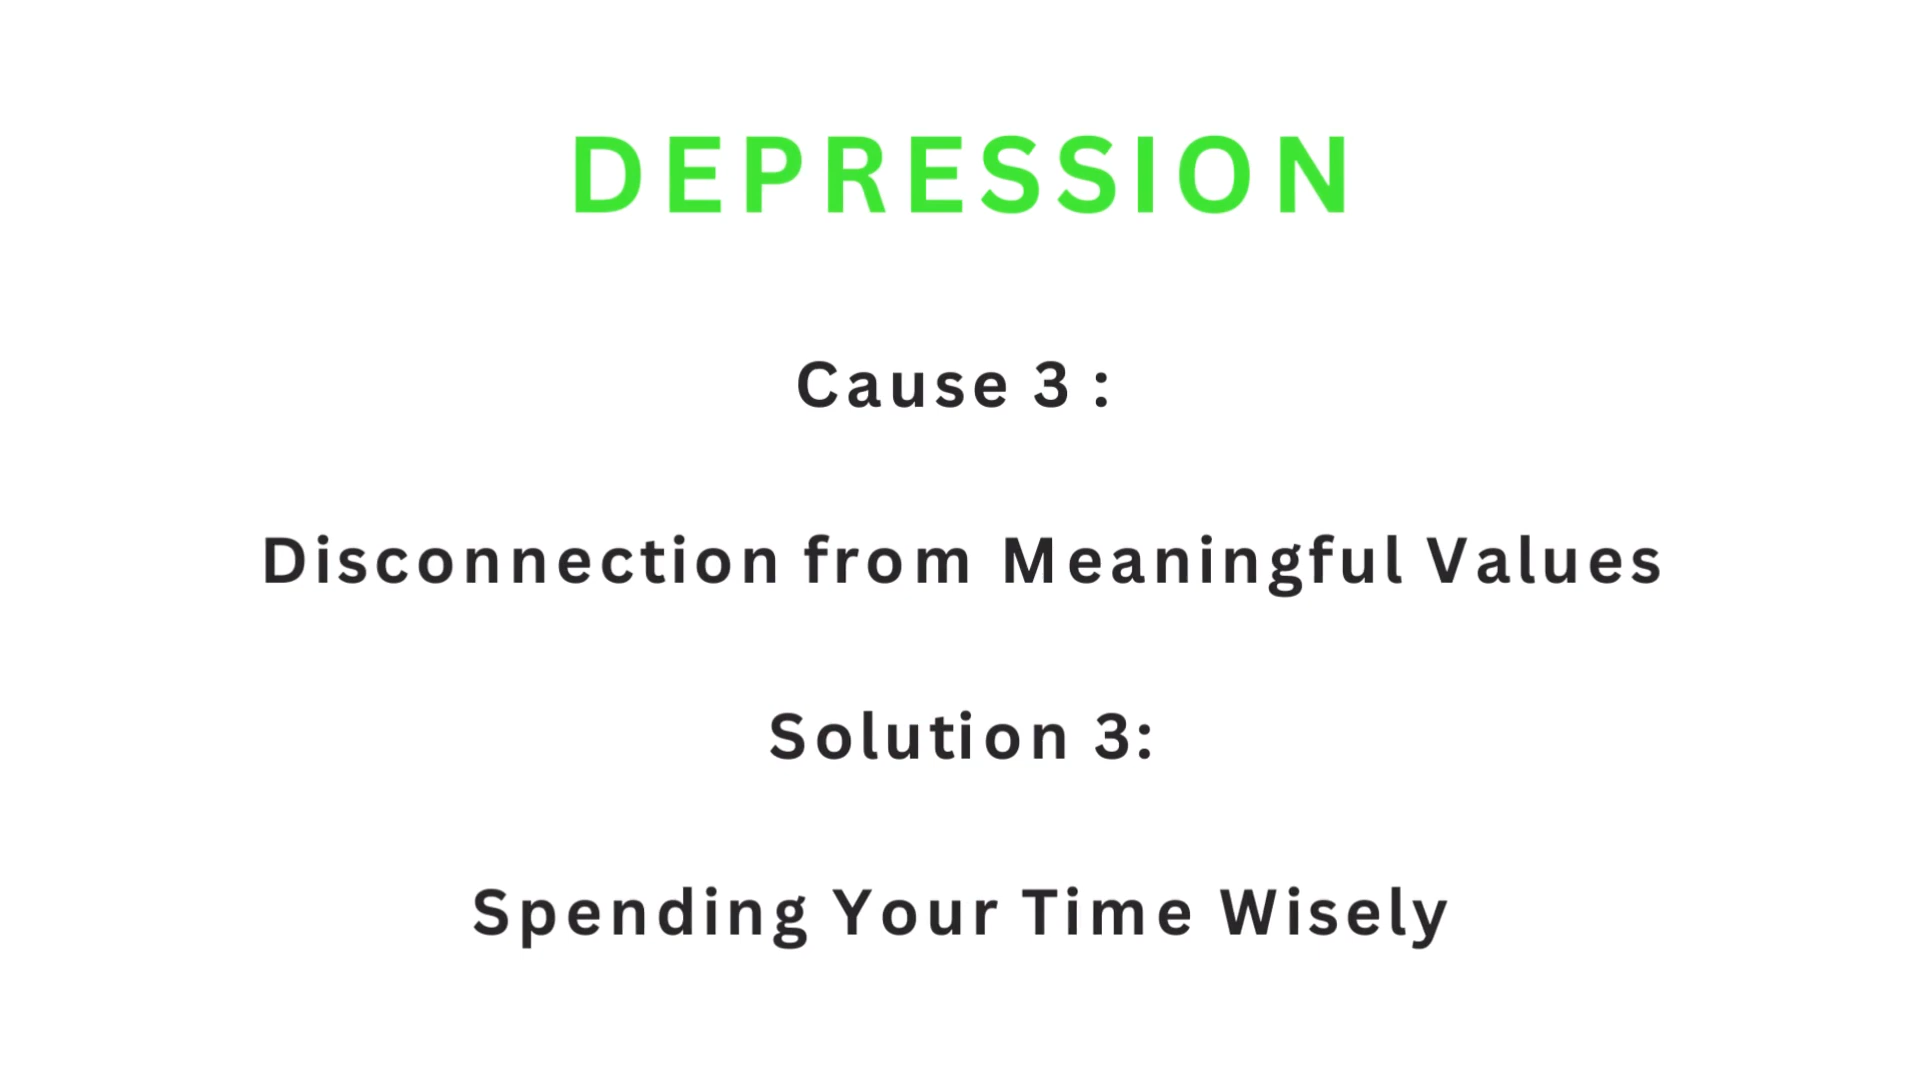 DEPRESSION
Cause 3 :
Disconnection from Meaningful Values
Solution 3:
Spending Your Time Wisely